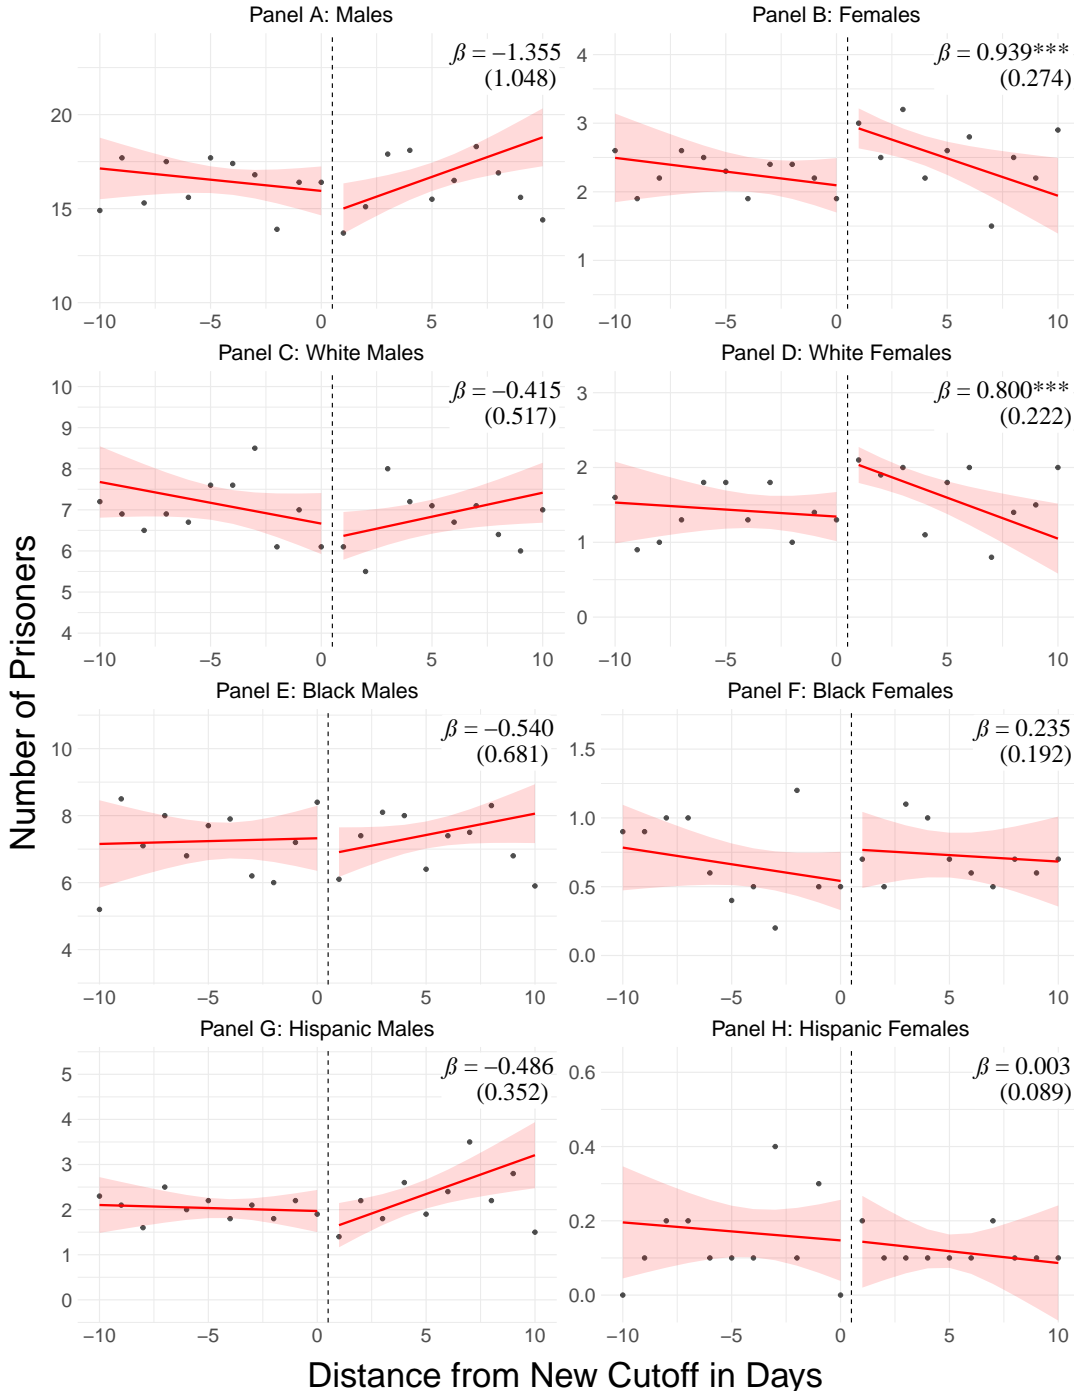 Panel A: Males
β = −1.355
(1.048)
20
15
10
−10 −5 0 5 10
Panel B: Females
β = 0.939***
(0.274)
4
3
2
1
−10 −5 0 5 10
Panel C: White Males
β = −0.415
(0.517)
10
9
8
7
6
5
4
−10 −5 0 5 10
Panel D: White Females
β = 0.800***
(0.222)
3
2
1
0
−10 −5 0 5 10
Number of Prisoners
Panel E: Black Males
β = −0.540
(0.681)
10
8
6
4
−10 −5 0 5 10
Panel F: Black Females
β = 0.235
(0.192)
1.5
1.0
0.5
0.0
−10 −5 0 5 10
Panel G: Hispanic Males
β = −0.486
(0.352)
5
4
3
2
1
0
−10 −5 0 5 10
Panel H: Hispanic Females
β = 0.003
(0.089)
0.6
0.4
0.2
0.0
−10 −5 0 5 10
Distance from New Cutoff in Days